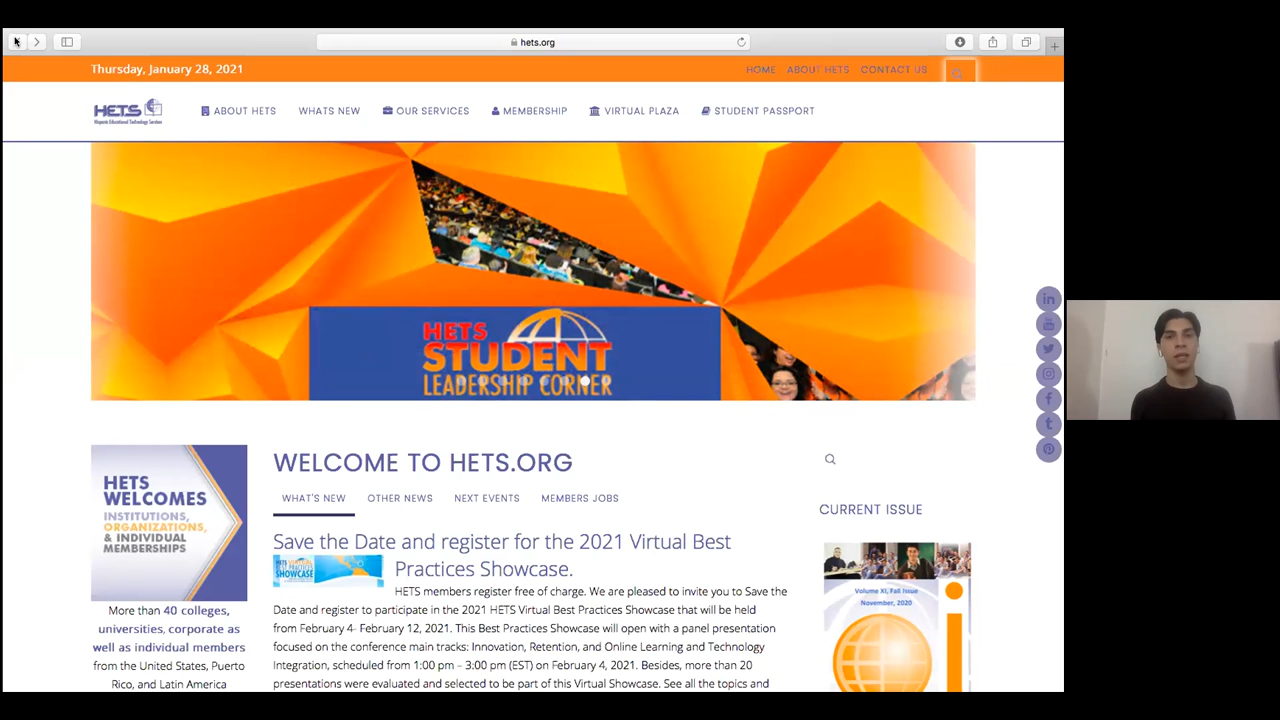 hets.org
Thursday, January 28, 2021
HOME ABOUT HETS CONTACT US
HETS
Hispanic Educational Technology Services
ABOUT HETS WHATS NEW OUR SERVICES MEMBERSHIP VIRTUAL PLAZA STUDENT PASSPORT
HETS
STUDENT
LEADERSHIP CORNER
HETS
WELCOMES
INSTITUTIONS,
ORGANIZATIONS,
& INDIVIDUAL
MEMBERSHIPS
More than 40 colleges,
universities, corporate as
well as individual members
from the United States, Puerto
Rico, and Latin America
WELCOME TO HETS.ORG
WHAT'S NEW OTHER NEWS NEXT EVENTS MEMBERS JOBS
Save the Date and register for the 2021 Virtual Best
Practices Showcase.
HETS members register free of charge. We are pleased to invite you to Save the
Date and register to participate in the 2021 HETS Virtual Best Practices Showcase that will be held
from February 4- February 12, 2021. This Best Practices Showcase will open with a panel presentation
focused on the conference main tracks: Innovation, Retention, and Online Learning and Technology
Integration, scheduled from 1:00 pm – 3:00 pm (EST) on February 4, 2021. Besides, more than 20
presentations were evaluated and selected to be part of this Virtual Showcase. See all the topics and
CURRENT ISSUE
Volume XI, Fall Issue
November, 2020